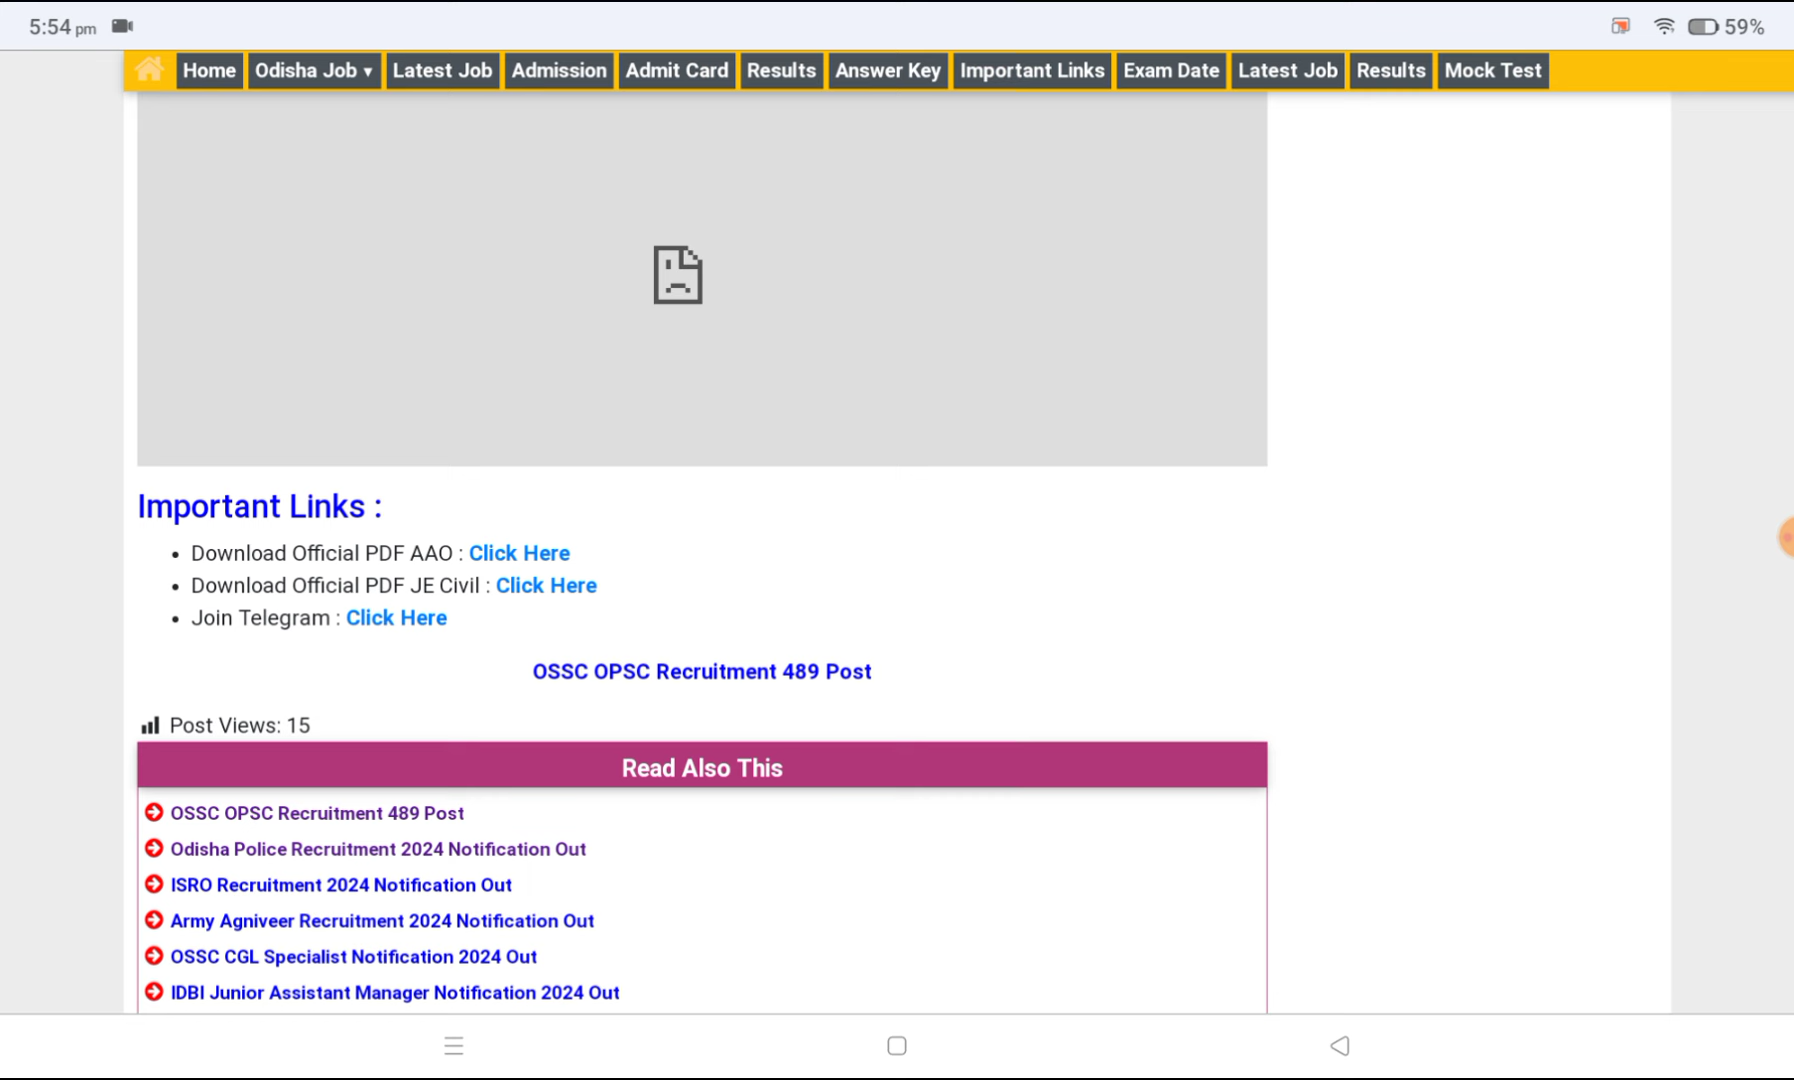 5:54 pm 59%
Home Odisha Job ▾ Latest Job Admission Admit Card Results Answer Key Important Links Exam Date Latest Job Results Mock Test
Important Links :
• Download Official PDF AAO : Click Here
• Download Official PDF JE Civil : Click Here
• Join Telegram : Click Here
OSSC OPSC Recruitment 489 Post
Post Views: 15
Read Also This
OSSC OPSC Recruitment 489 Post
Odisha Police Recruitment 2024 Notification Out
ISRO Recruitment 2024 Notification Out
Army Agniveer Recruitment 2024 Notification Out
OSSC CGL Specialist Notification 2024 Out
IDBI Junior Assistant Manager Notification 2024 Out